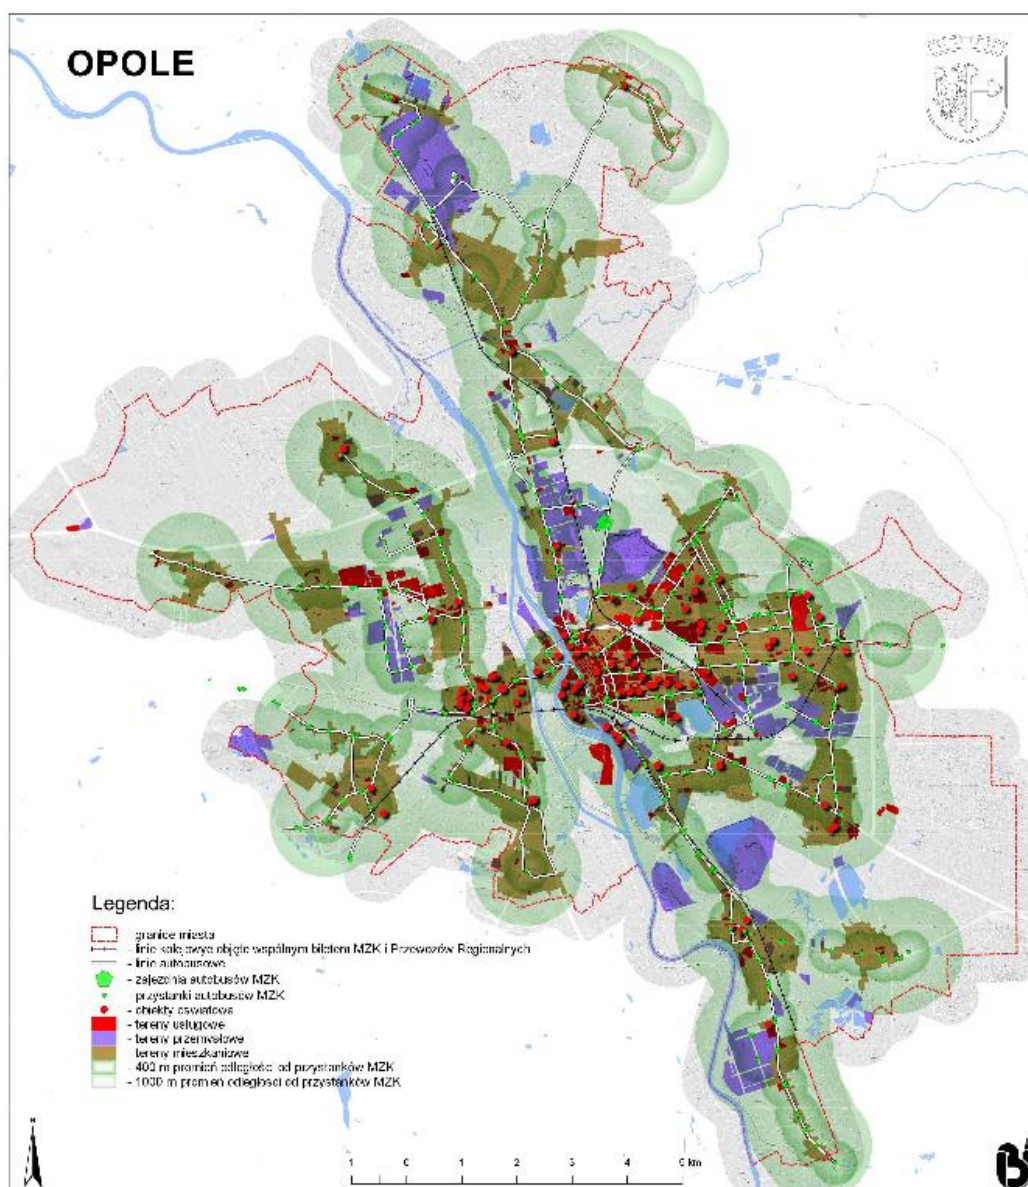 OPOLE
Legenda:
- granice miasta
- linie kolejowe objęte wspólnym biletem MZK i Przewozów Regionalnych
- linie autobusowe
- zajezdnia autobusów MZK
- przystanki autobusów MZK
- obiekty oświatowe
- tereny usługowe
- tereny przemysłowe
- tereny mieszkaniowe
- 400 m promień odległości od przystanków MZK
- 1000 m promień odległości od przystanków MZK
N
1 0 1 2 3 4 5 km